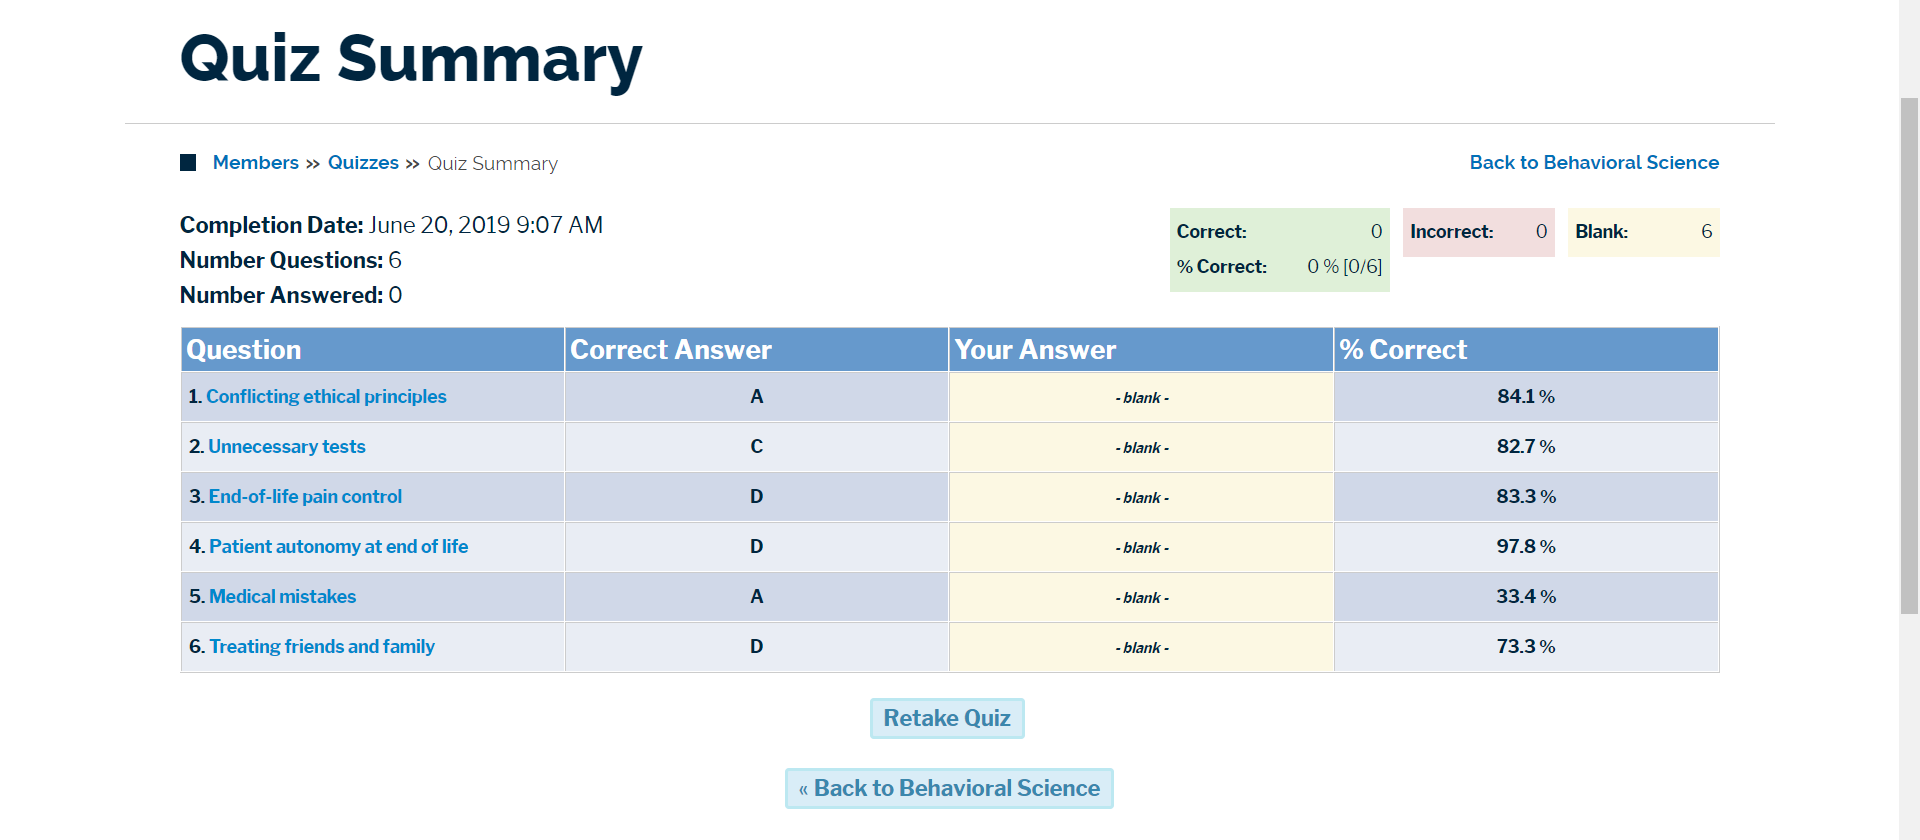 Quiz Summary
Members » Quizzes » Quiz Summary
Back to Behavioral Science
Completion Date: June 20, 2019 9:07 AM
Number Questions: 6
Number Answered: 0
Correct: 0
% Correct: 0 % [0/6]
Incorrect: 0
Blank: 6
Question Correct Answer Your Answer % Correct
1. Conflicting ethical principles A - blank - 84.1 %
2. Unnecessary tests C - blank - 82.7 %
3. End-of-life pain control D - blank - 83.3 %
4. Patient autonomy at end of life D - blank - 97.8 %
5. Medical mistakes A - blank - 33.4 %
6. Treating friends and family D - blank - 73.3 %
Retake Quiz
« Back to Behavioral Science